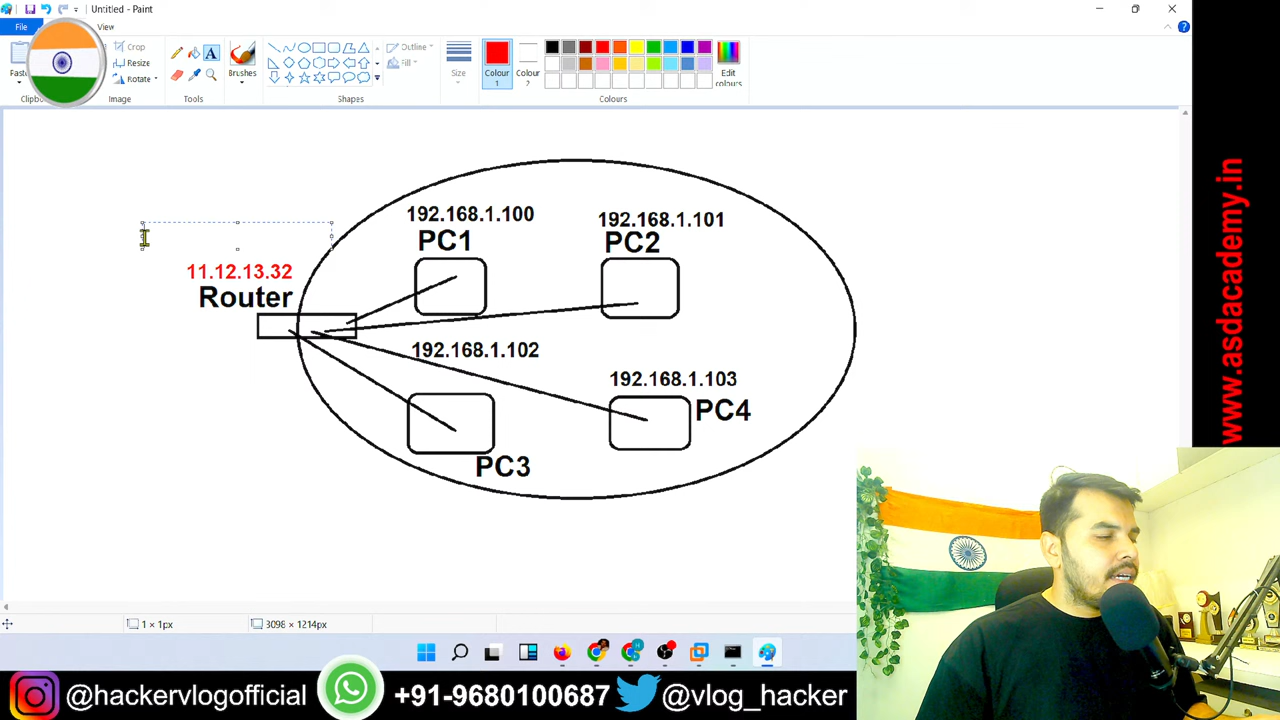 Untitled - Paint
File
View
Crop
Resize
Rotate
A
Brushes
Outline
Fill
Size
Colour
1
Colour
2
Edit
colours
Image
Tools
Shapes
Colours
192.168.1.100
PC1
192.168.1.101
PC2
11.12.13.32
Router
192.168.1.102
192.168.1.103
PC4
PC3
1 × 1px
3098 × 1214px
www.asdacademy.in
@hackervlogofficial
+91-9680100687
@vlog_hacker